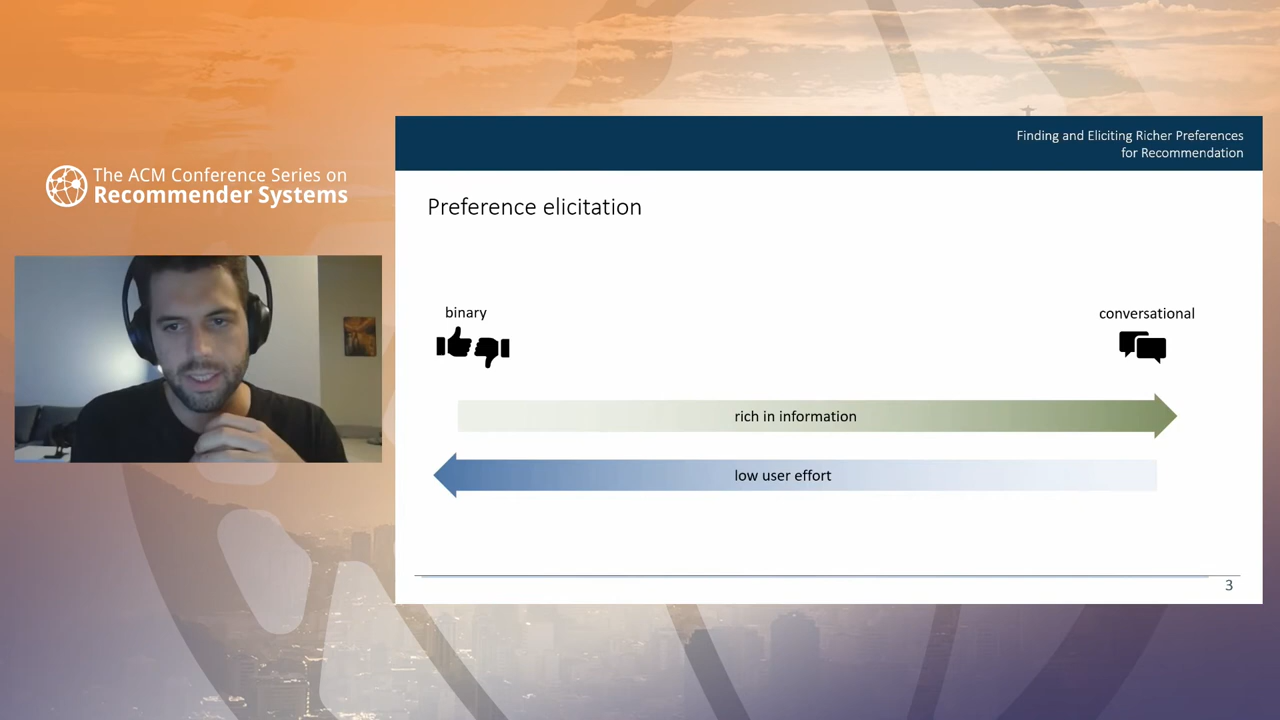 The ACM Conference Series on
Recommender Systems
Finding and Eliciting Richer Preferences
for Recommendation
Preference elicitation
binary
conversational
rich in information
low user effort
3